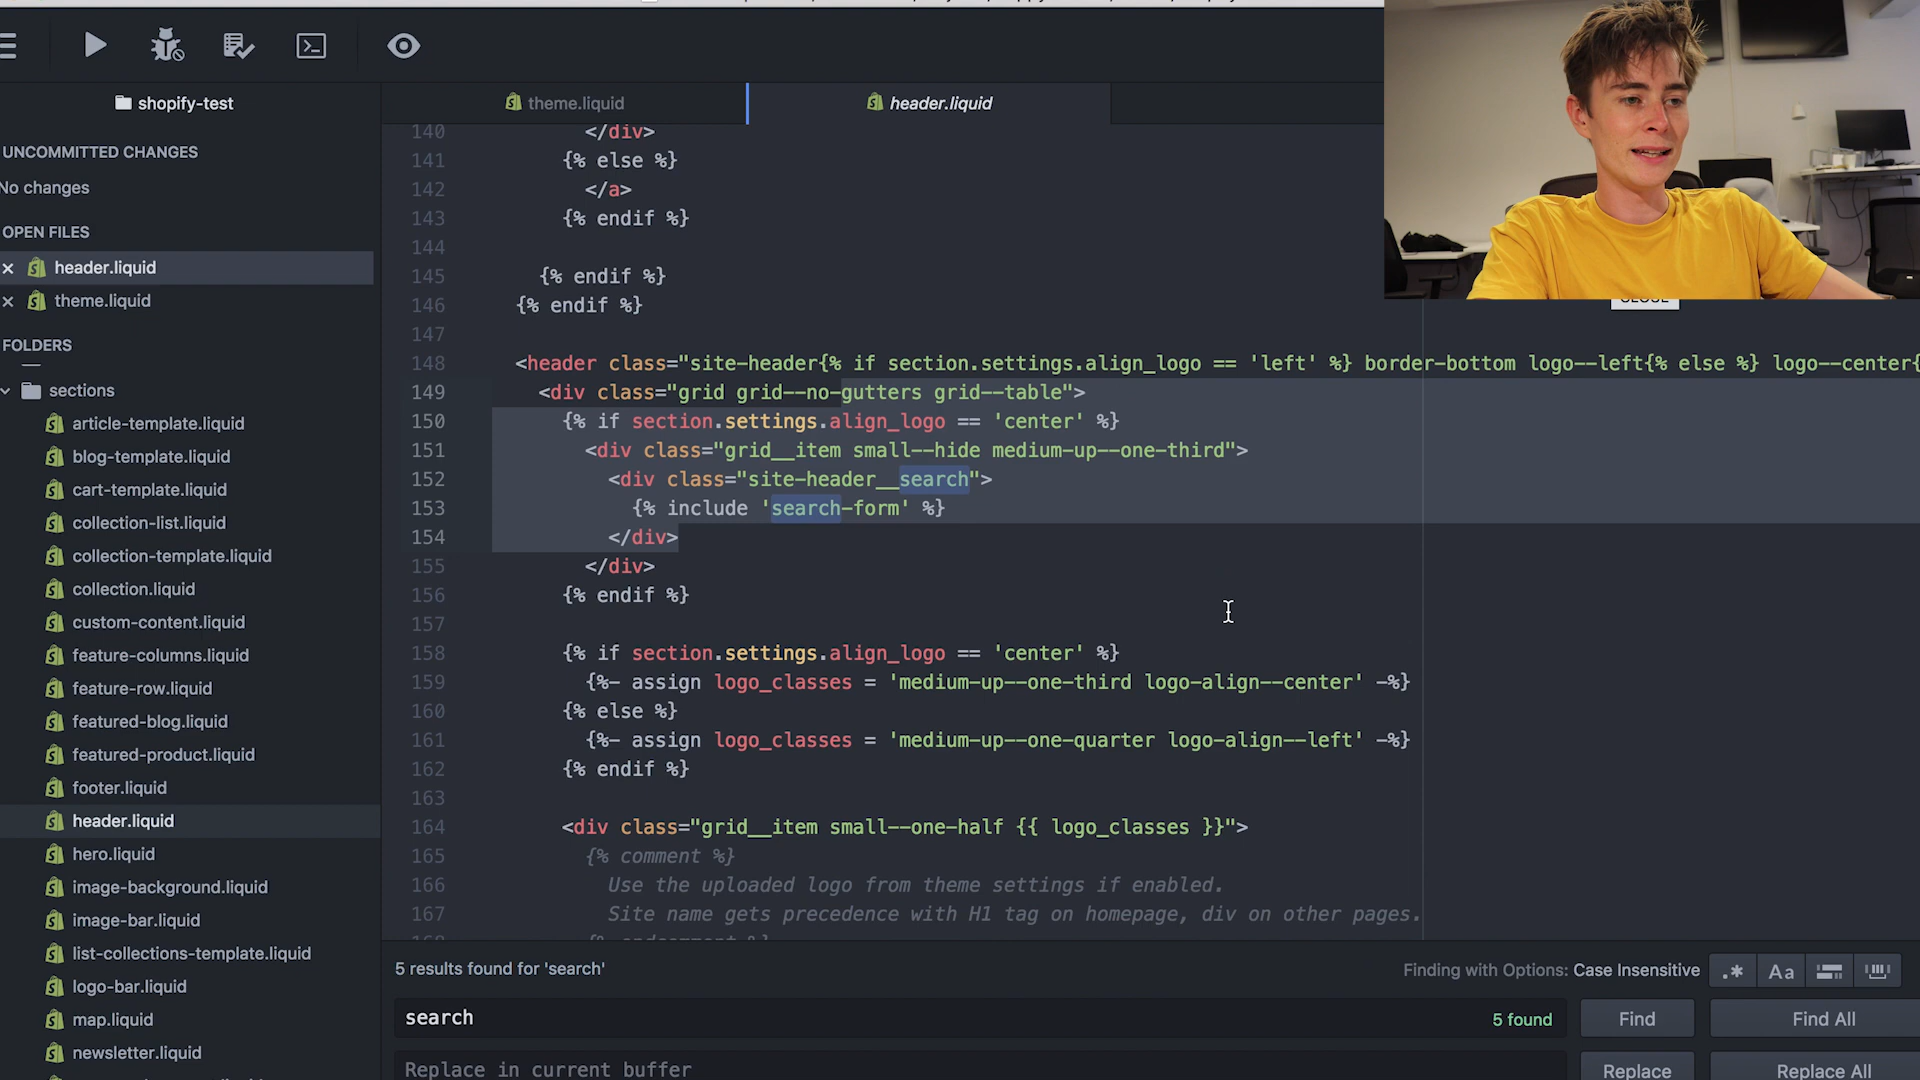 shopify-test
theme.liquid
header.liquid
UNCOMMITTED CHANGES
No changes
OPEN FILES
header.liquid
theme.liquid
FOLDERS
sections
article-template.liquid
blog-template.liquid
cart-template.liquid
collection-list.liquid
collection-template.liquid
collection.liquid
custom-content.liquid
feature-columns.liquid
feature-row.liquid
featured-blog.liquid
featured-product.liquid
footer.liquid
header.liquid
hero.liquid
image-background.liquid
image-bar.liquid
list-collections-template.liquid
logo-bar.liquid
map.liquid
newsletter.liquid
140 </div>
141 {% else %}
142 </a>
143 {% endif %}
144
145 {% endif %}
146 {% endif %}
147
148 <header class="site-header{% if section.settings.align_logo == 'left' %} border-bottom logo--left{% else %} logo--center{
149 <div class="grid grid--no-gutters grid--table">
150 {% if section.settings.align_logo == 'center' %}
151 <div class="grid__item small--hide medium-up--one-third">
152 <div class="site-header__search">
153 {% include 'search-form' %}
154 </div>
155 </div>
156 {% endif %}
157
158 {% if section.settings.align_logo == 'center' %}
159 {%- assign logo_classes = 'medium-up--one-third logo-align--center' -%}
160 {% else %}
161 {%- assign logo_classes = 'medium-up--one-quarter logo-align--left' -%}
162 {% endif %}
163
164 <div class="grid__item small--one-half {{ logo_classes }}">
165 {% comment %}
166 Use the uploaded logo from theme settings if enabled.
167 Site name gets precedence with H1 tag on homepage, div on other pages.
168 {% endcomment %}
CLOSE
5 results found for 'search'
Finding with Options: Case Insensitive
.* Aa
search
5 found
Find
Find All
Replace in current buffer
Replace
Replace All